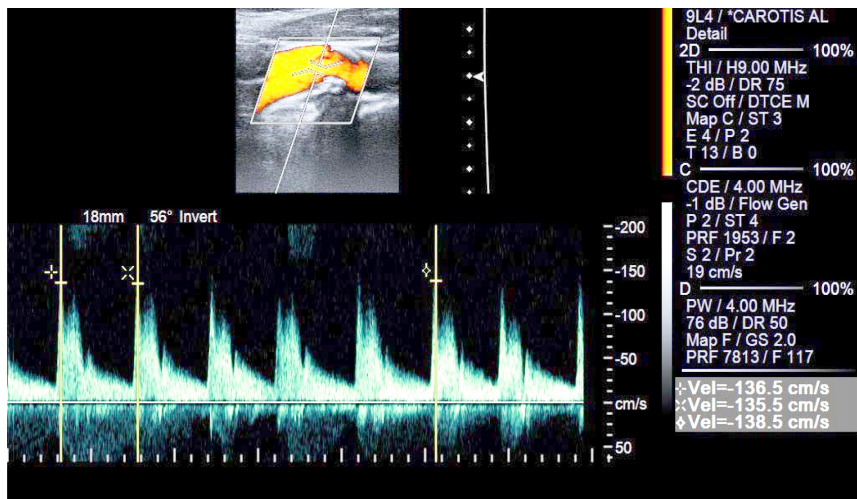 9L4 / *CAROTIS AL
Detail
2D 100%
THI / H9.00 MHz
-2 dB / DR 75
SC Off / DTCE M
Map C / ST 3
E 4 / P 2
T 13 / B 0
C 100%
CDE / 4.00 MHz
-1 dB / Flow Gen
P 2 / ST 4
PRF 1953 / F 2
S 2 / Pr 2
19 cm/s
D 100%
PW / 4.00 MHz
76 dB / DR 50
Map F / GS 2.0
PRF 7813 / F 117
Vel=-136.5 cm/s
Vel=-135.5 cm/s
Vel=-138.5 cm/s
18mm 56° Invert
-200
-150
-100
-50
cm/s
50